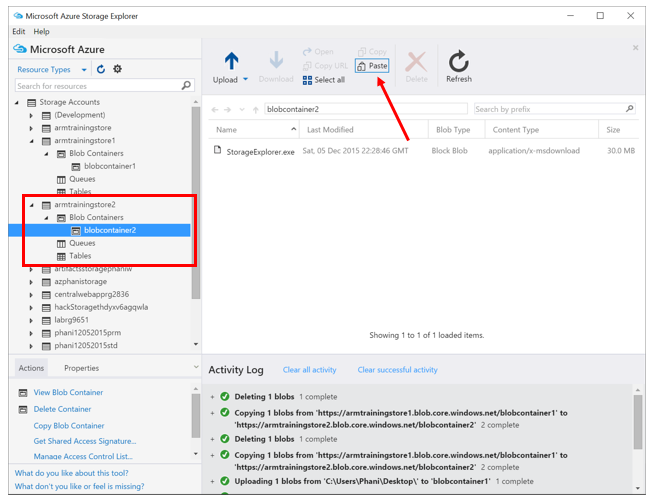 Microsoft Azure Storage Explorer
Edit Help
Microsoft Azure
Resource Types
Search for resources
Storage Accounts
(Development)
armtrainingstore
armtrainingstore1
Blob Containers
blobcontainer1
Queues
Tables
armtrainingstore2
Blob Containers
blobcontainer2
Queues
Tables
artifactsstoragephaniw
azphanistorage
centralwebapprg2836
hackStoragethdyxv6agqwla
labrg9651
phani12052015prm
phani12052015std
Actions Properties
View Blob Container
Delete Container
Copy Blob Container
Get Shared Access Signature...
Manage Access Control List...
What do you like about this tool?
What don't you like or feel is missing?
Upload
Download
Open
Copy URL
Select all
Copy
Paste
Delete
Refresh
blobcontainer2
Search by prefix
Name Last Modified Blob Type Content Type Size
StorageExplorer.exe Sat, 05 Dec 2015 22:28:46 GMT Block Blob application/x-msdownload 30.0 MB
Showing 1 to 1 of 1 loaded items.
Activity Log Clear all activity Clear successful activity
+ Deleting 1 blobs 1 complete
+ Copying 1 blobs from 'https://armtrainingstore1.blob.core.windows.net/blobcontainer1' to
'https://armtrainingstore2.blob.core.windows.net/blobcontainer2' 2 complete
+ Deleting 1 blobs 1 complete
+ Copying 1 blobs from 'https://armtrainingstore1.blob.core.windows.net/blobcontainer1' to
'https://armtrainingstore2.blob.core.windows.net/blobcontainer2' 2 complete
+ Uploading 1 blobs from 'C:\Users\Phani\Desktop\' to 'blobcontainer1' 1 complete